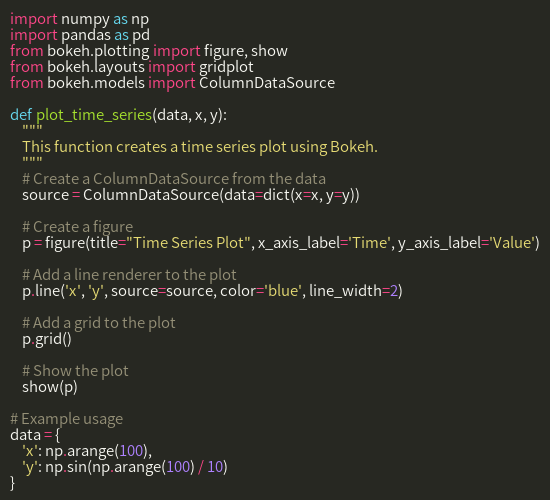 import numpy as np
import pandas as pd
from bokeh.plotting import figure, show
from bokeh.layouts import gridplot
from bokeh.models import ColumnDataSource

def plot_time_series(data, x, y):
    """
    This function creates a time series plot using Bokeh.
    """
    # Create a ColumnDataSource from the data
    source = ColumnDataSource(data=dict(x=x, y=y))

    # Create a figure
    p = figure(title="Time Series Plot", x_axis_label='Time', y_axis_label='Value')

    # Add a line renderer to the plot
    p.line('x', 'y', source=source, color='blue', line_width=2)

    # Add a grid to the plot
    p.grid()

    # Show the plot
    show(p)

# Example usage
data = {
    'x': np.arange(100),
    'y': np.sin(np.arange(100) / 10)
}